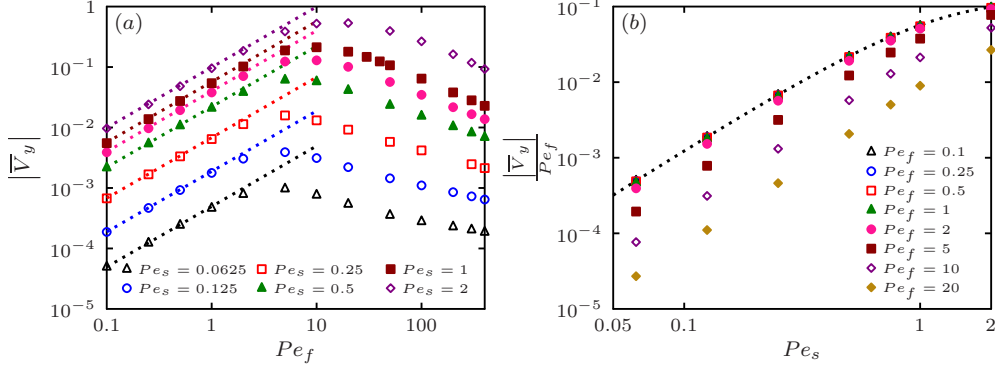 (a)
1
10^{-1}
10^{-2}
10^{-3}
10^{-4}
10^{-5}
|\overline{V}_y|
Pe_s = 0.0625
Pe_s = 0.25
Pe_s = 1
Pe_s = 0.125
Pe_s = 0.5
Pe_s = 2
0.1
1
10
100
Pe_f
(b)
10^{-1}
10^{-2}
10^{-3}
10^{-4}
10^{-5}
|\overline{V}_y|
Pe_f
Pe_f = 0.1
Pe_f = 0.25
Pe_f = 0.5
Pe_f = 1
Pe_f = 2
Pe_f = 5
Pe_f = 10
Pe_f = 20
0.05
0.1
1
2
Pe_s